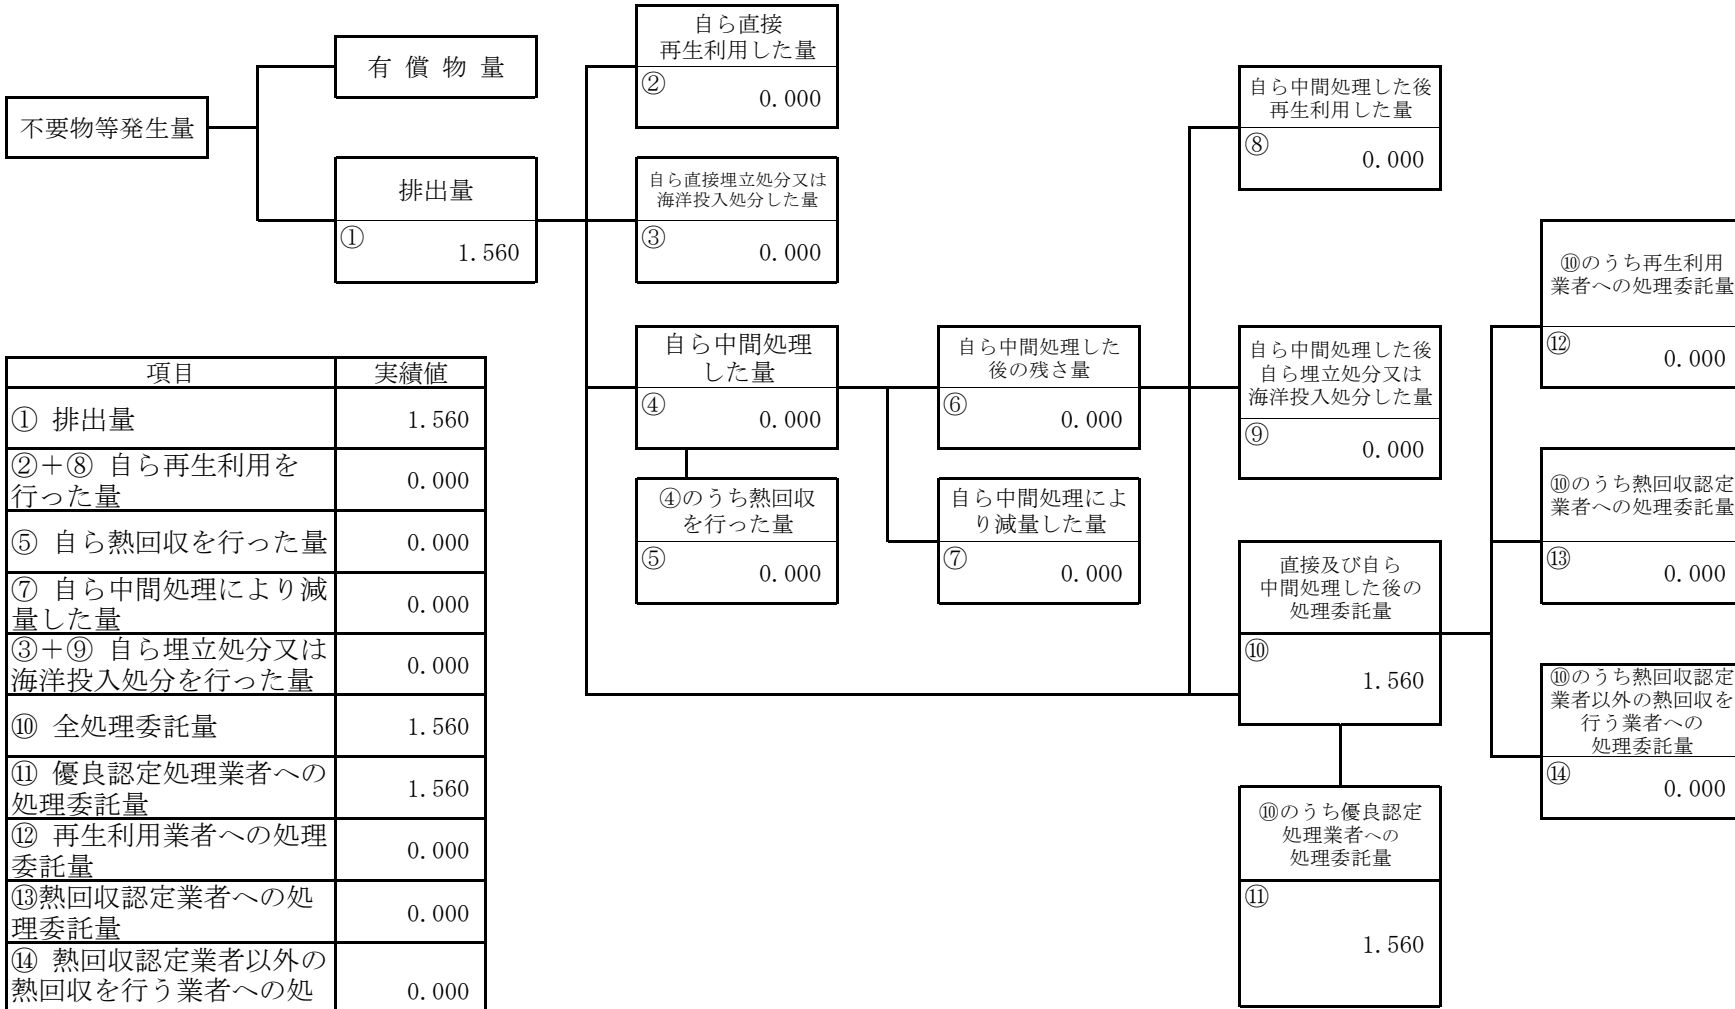 不要物等発生量
有 償 物 量
排出量
①
1.560
自ら直接
再生利用した量
②
0.000
自ら直接埋立処分又は
海洋投入処分した量
③
0.000
自ら中間処理
した量
④
0.000
④のうち熱回収
を行った量
⑤
0.000
自ら中間処理した
後の残さ量
⑥
0.000
自ら中間処理によ
り減量した量
⑦
0.000
自ら中間処理した後
再生利用した量
⑧
0.000
自ら中間処理した後
自ら埋立処分又は
海洋投入処分した量
⑨
0.000
直接及び自ら
中間処理した後の
処理委託量
⑩
1.560
⑩のうち優良認定
処理業者への
処理委託量
⑪
1.560
⑩のうち再生利用
業者への処理委託量
⑫
0.000
⑩のうち熱回収認定
業者への処理委託量
⑬
0.000
⑩のうち熱回収認定
業者以外の熱回収を
行う業者への
処理委託量
⑭
0.000
項目 実績値
① 排出量 1.560
②＋⑧ 自ら再生利用を
行った量 0.000
⑤ 自ら熱回収を行った量 0.000
⑦ 自ら中間処理により減
量した量 0.000
③＋⑨ 自ら埋立処分又は
海洋投入処分を行った量 0.000
⑩ 全処理委託量 1.560
⑪ 優良認定処理業者への
処理委託量 1.560
⑫ 再生利用業者への処理
委託量 0.000
⑬熱回収認定業者への処
理委託量 0.000
⑭ 熱回収認定業者以外の
熱回収を行う業者への処 0.000